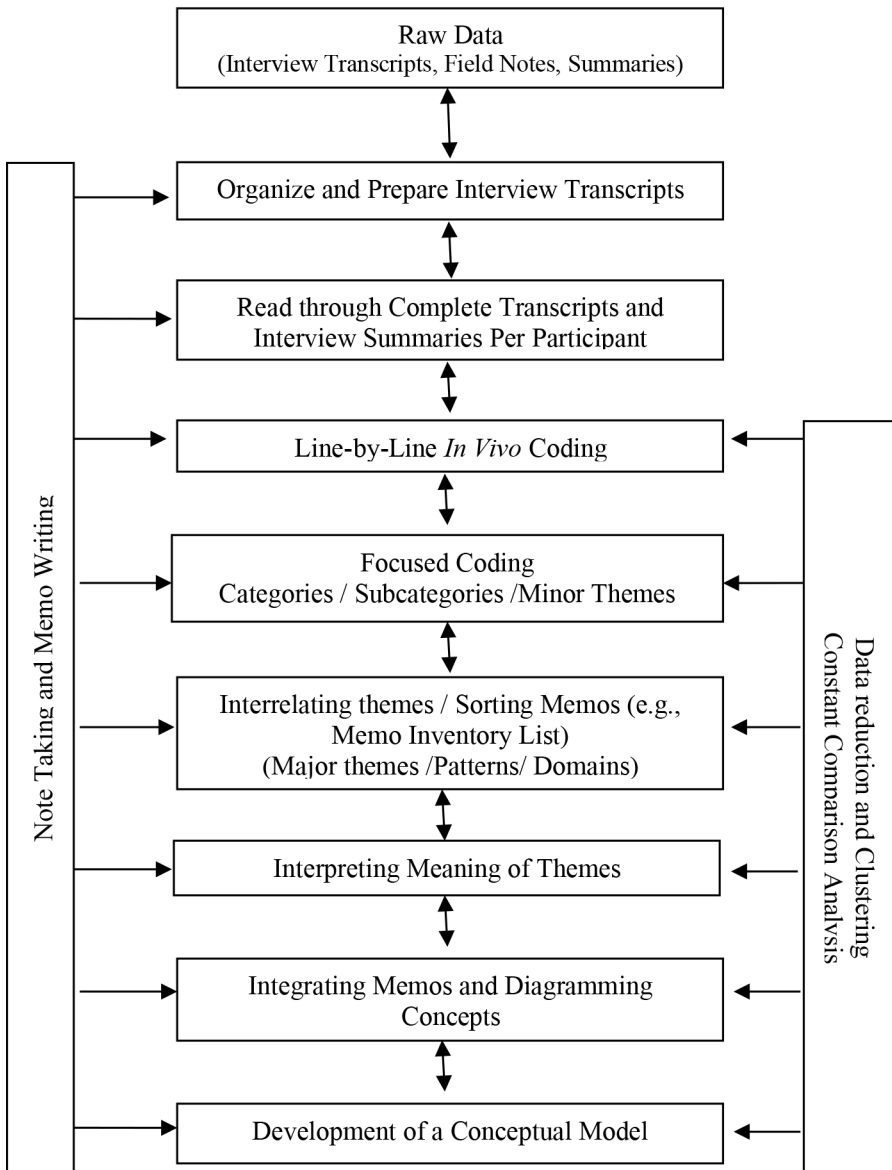 Raw Data
(Interview Transcripts, Field Notes, Summaries)
Organize and Prepare Interview Transcripts
Read through Complete Transcripts and
Interview Summaries Per Participant
Line-by-Line In Vivo Coding
Focused Coding
Categories / Subcategories /Minor Themes
Interrelating themes / Sorting Memos (e.g.,
Memo Inventory List)
(Major themes /Patterns/ Domains)
Interpreting Meaning of Themes
Integrating Memos and Diagramming
Concepts
Development of a Conceptual Model
Note Taking and Memo Writing
Data reduction and Clustering
Constant Comparison Analysis